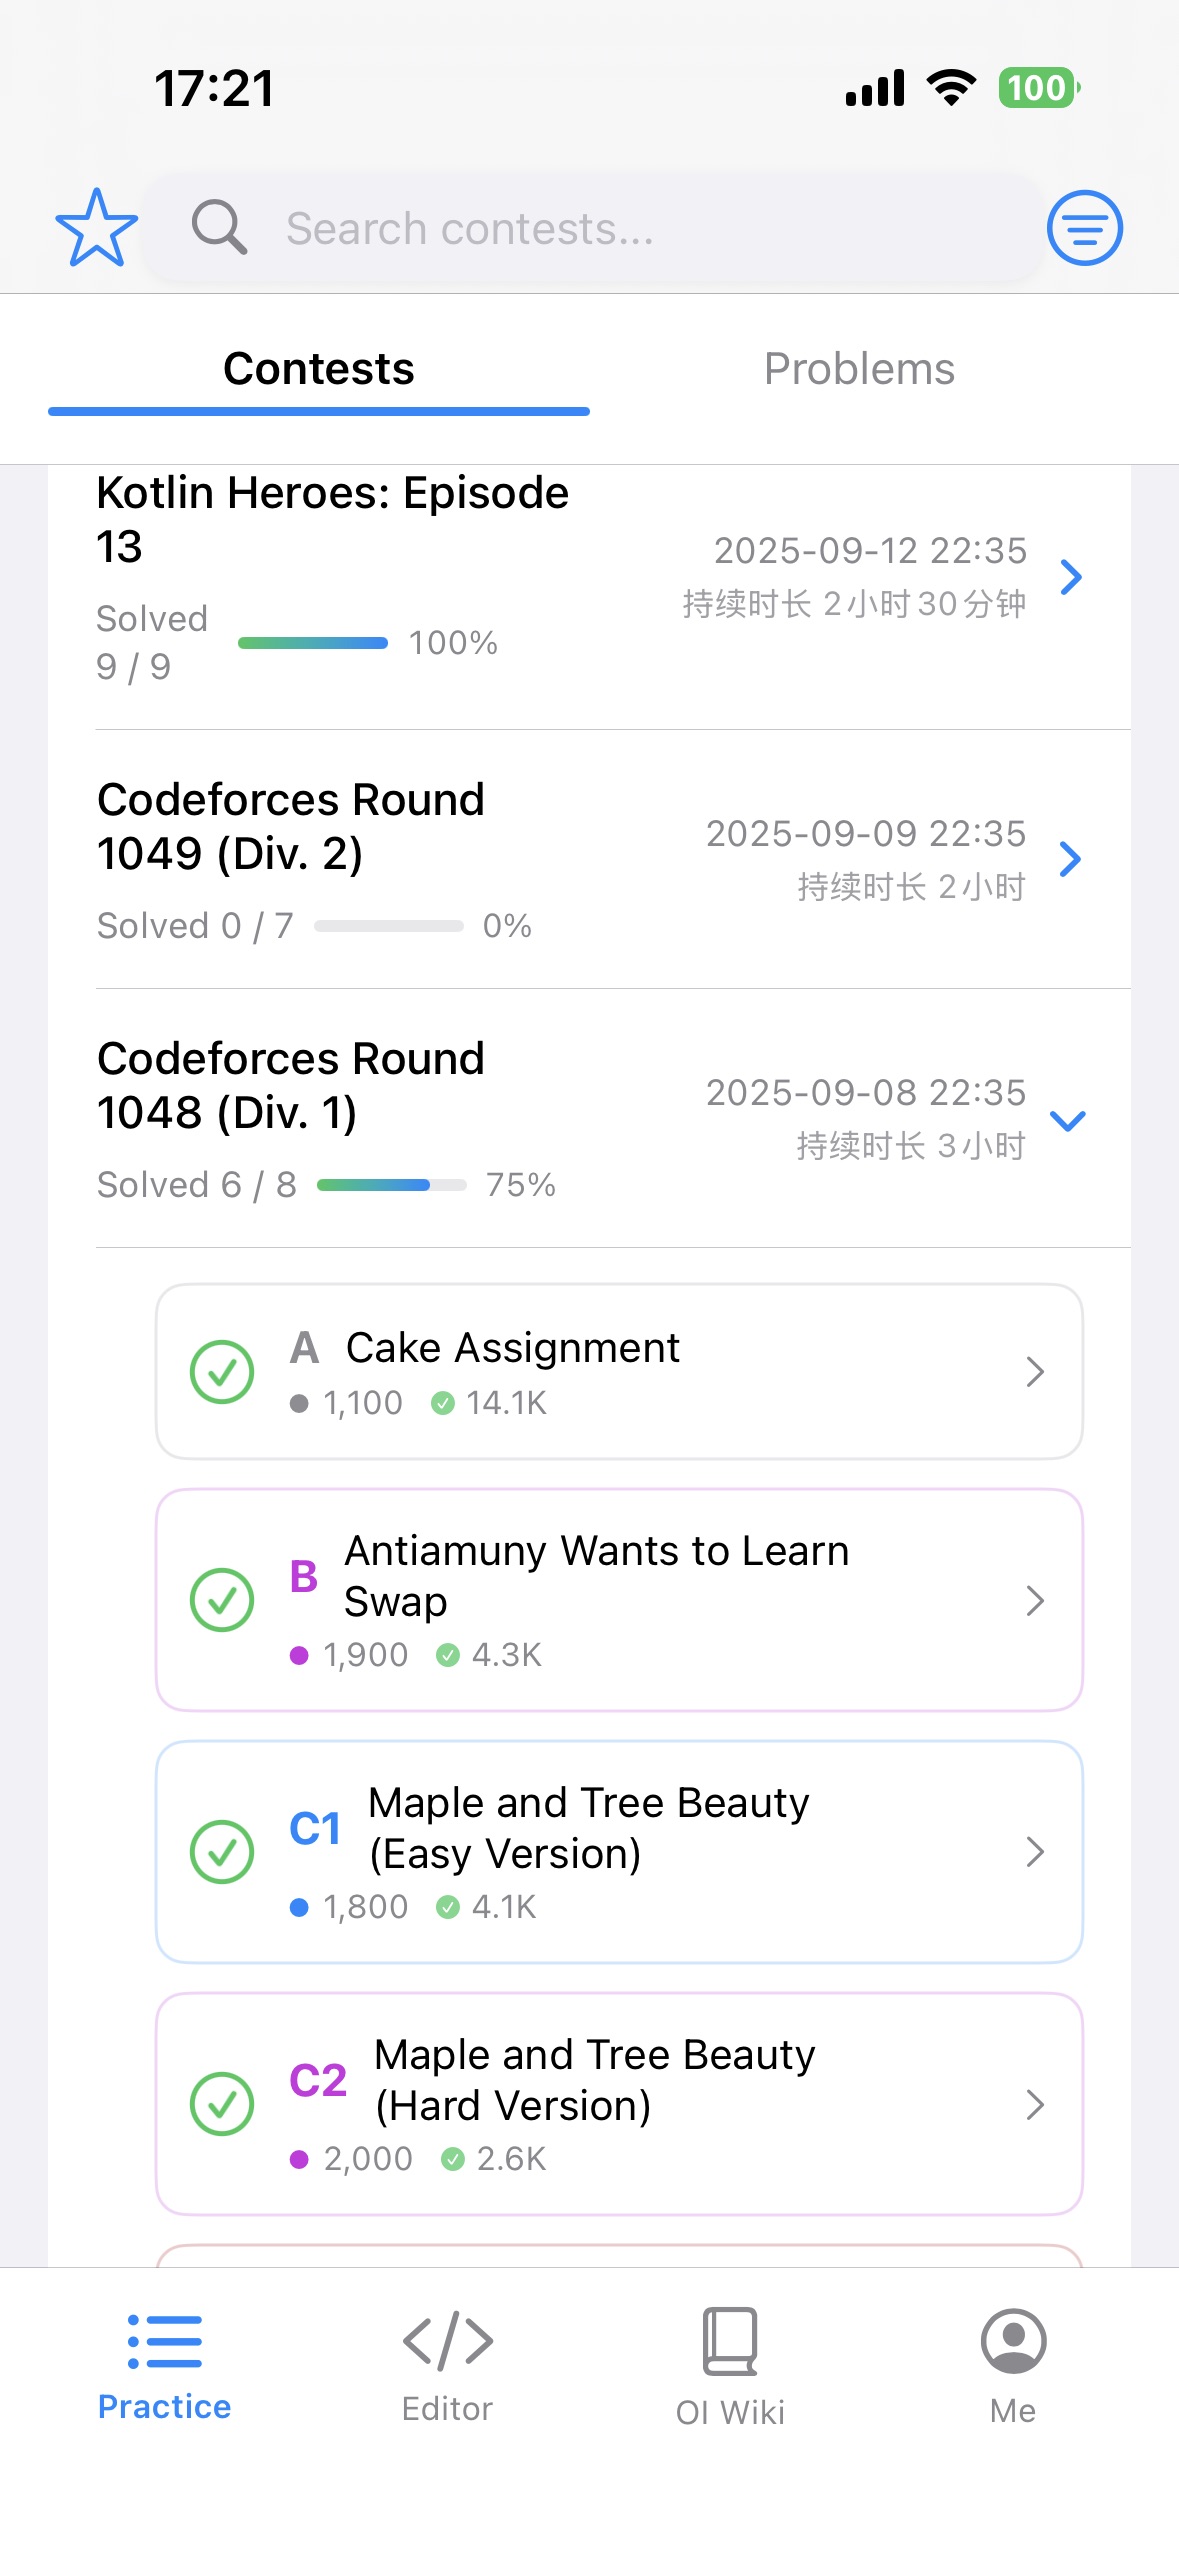 17:21
100
Search contests...
Contests
Problems
Kotlin Heroes: Episode
13
2025-09-12 22:35
持续时长 2小时30分钟
Solved
9 / 9
100%
Codeforces Round
1049 (Div. 2)
2025-09-09 22:35
持续时长 2小时
Solved 0 / 7
0%
Codeforces Round
1048 (Div. 1)
2025-09-08 22:35
持续时长 3小时
Solved 6 / 8
75%
A Cake Assignment
1,100 14.1K
B
Antiamuny Wants to Learn
Swap
1,900 4.3K
C1
Maple and Tree Beauty
(Easy Version)
1,800 4.1K
C2
Maple and Tree Beauty
(Hard Version)
2,000 2.6K
Practice
Editor
OI Wiki
Me